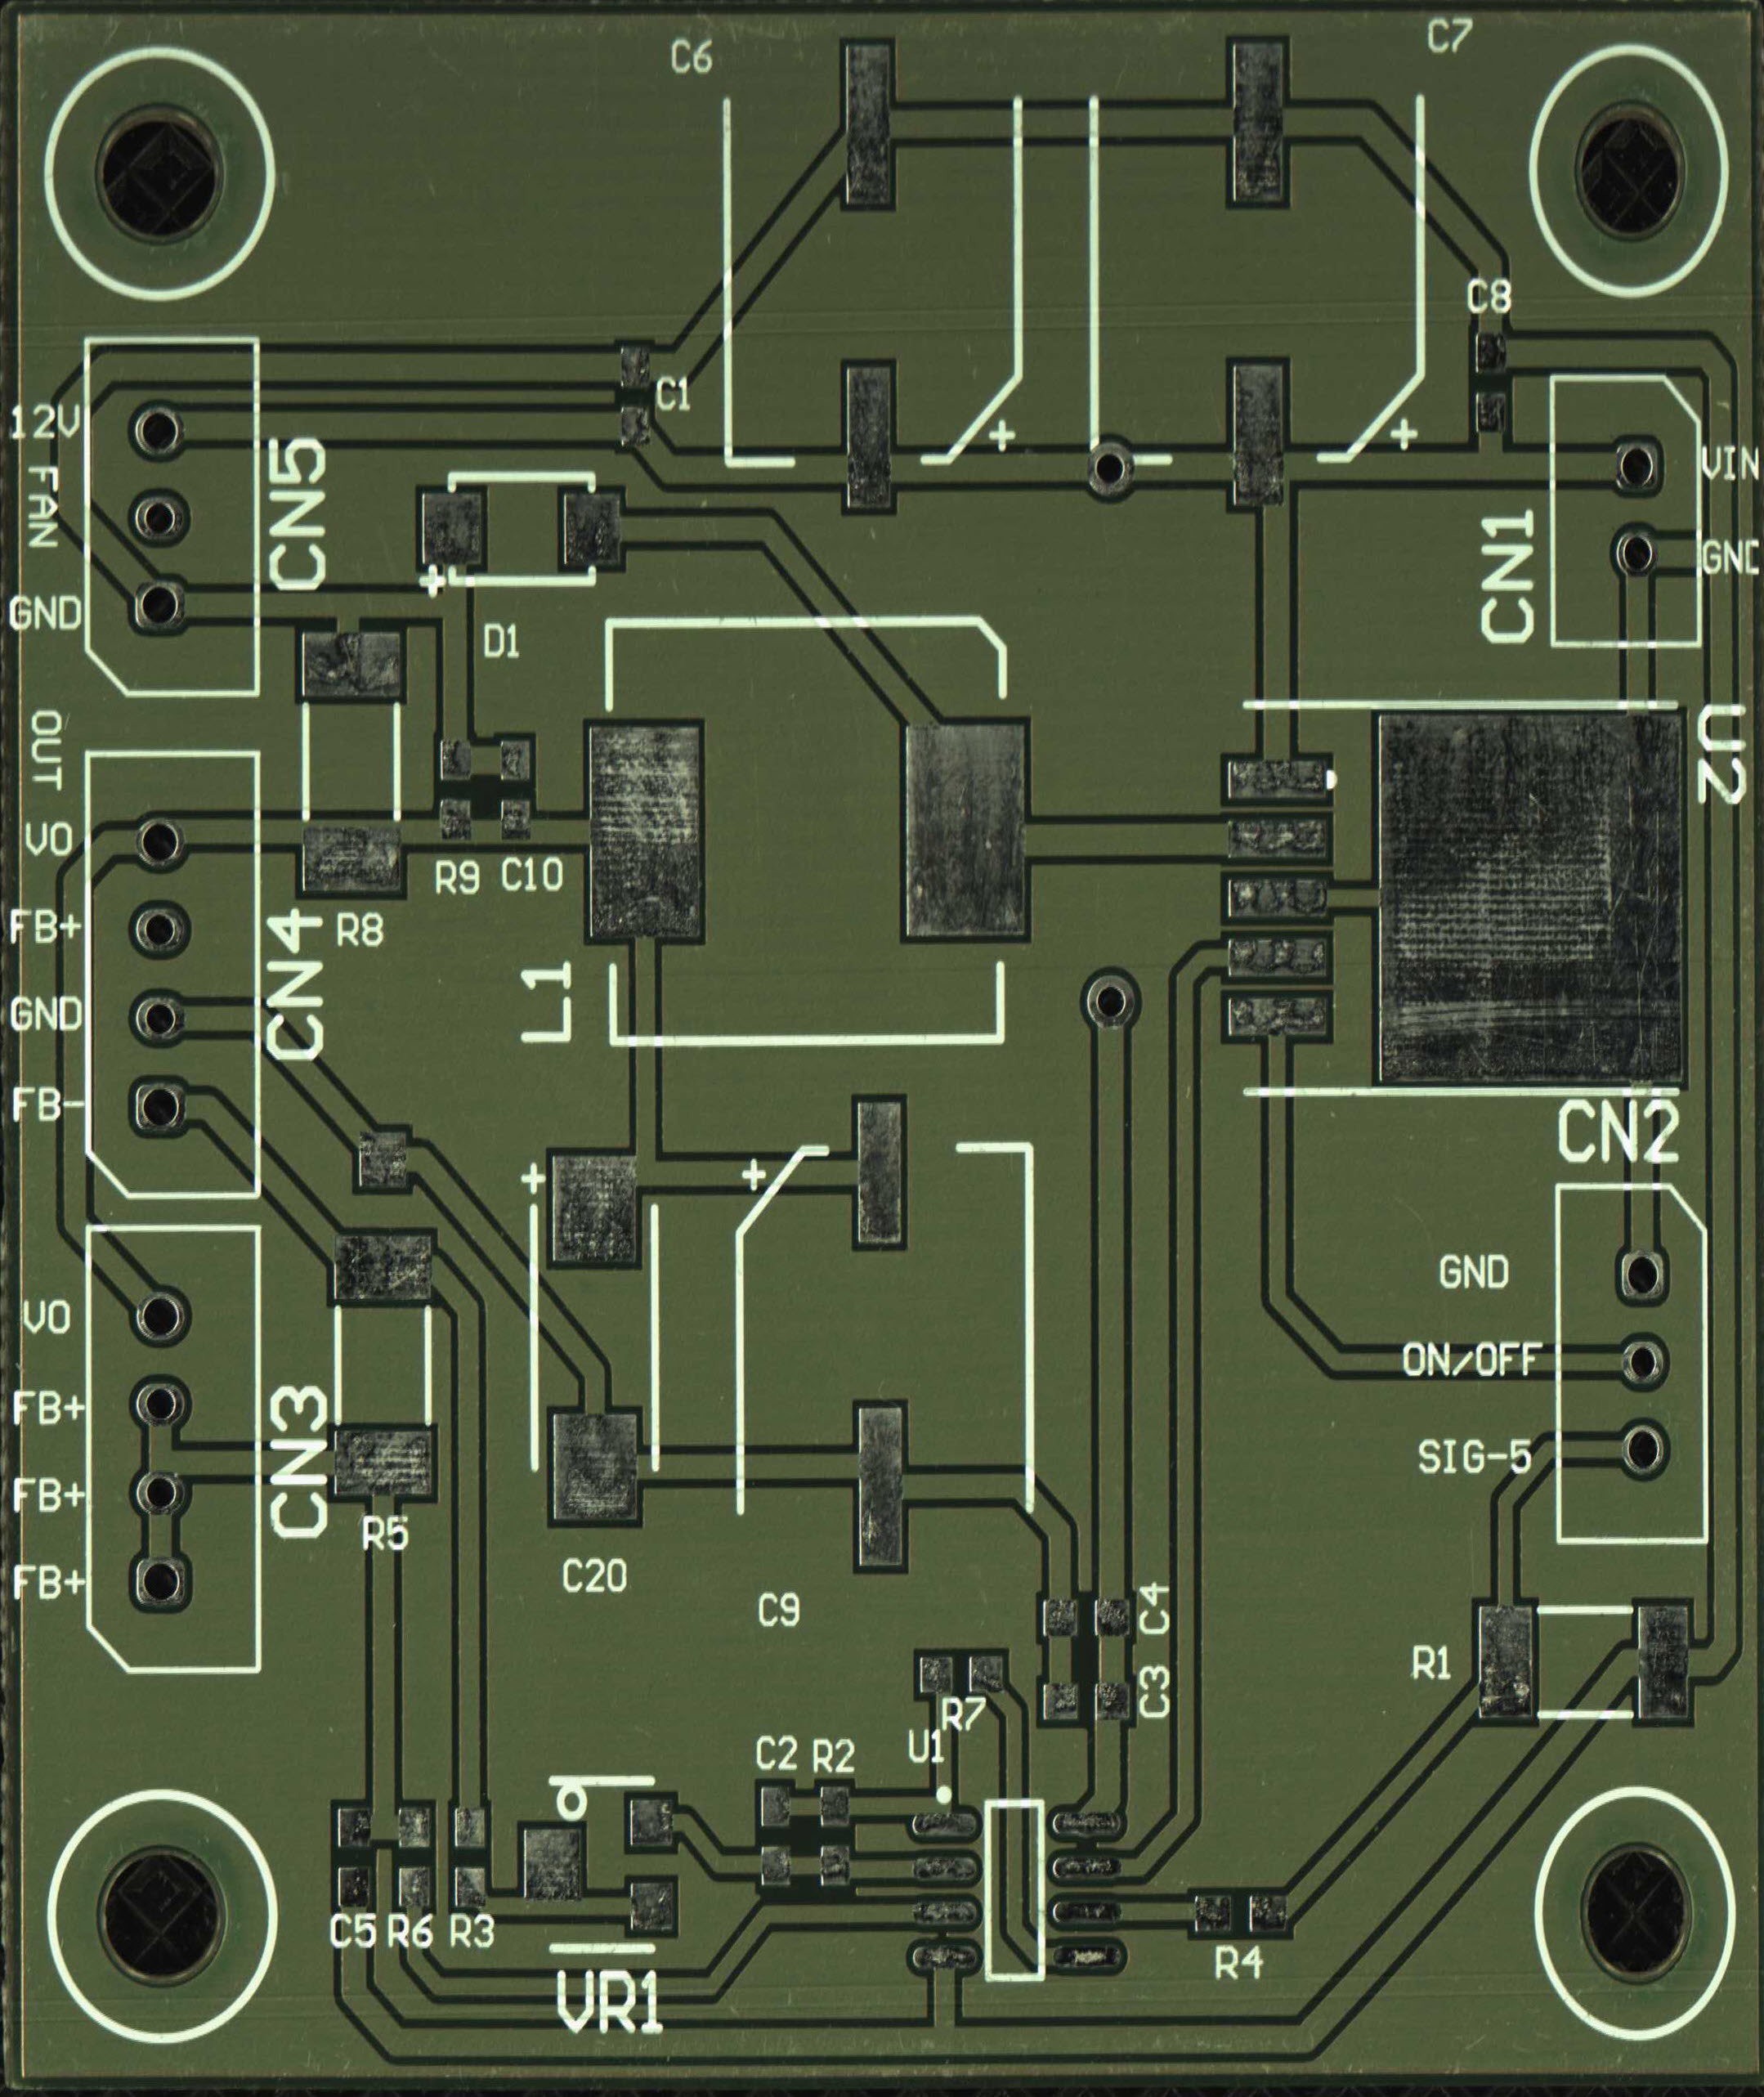 C6
C7
C8
C1
12V
FAN
GND
CN5
VIN
GND
CN1
D1
OUT
U2
VO
FB+
GND
FB-
CN4
R9
C10
R8
L1
CN2
+
+
+
+
+
GND
ON/OFF
SIG-5
VO
FB+
FB+
FB+
CN3
R5
C20
C9
C4
C3
R1
R7
U1
C2
R2
C5
R6
R3
R4
VR1